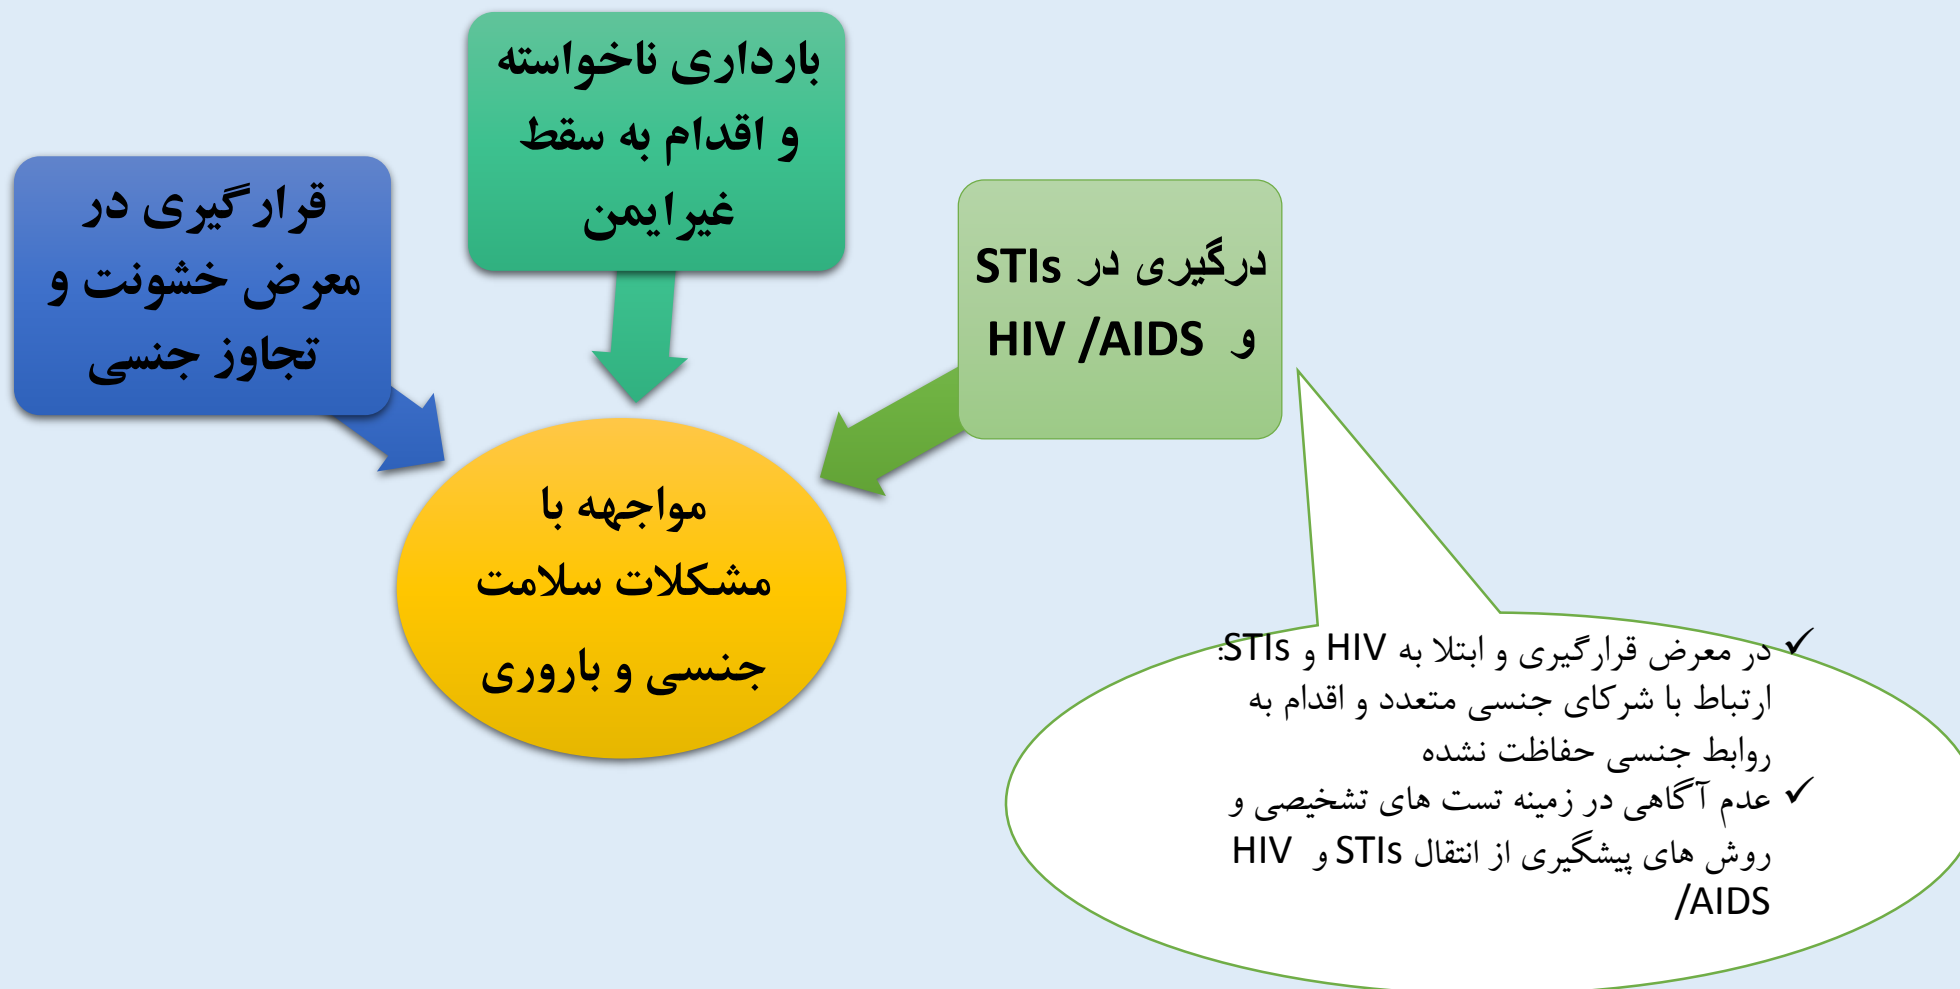 بارداری ناخواسته
و اقدام به سقط
غیرایمن
قرارگیری در
معرض خشونت و
تجاوز جنسی
درگیری در STIs
و HIV /AIDS
مواجهه با
مشکلات سلامت
جنسی و باروری
✓ در معرض قرارگیری و ابتلا به HIV و STIs:
ارتباط با شرکای جنسی متعدد و اقدام به
روابط جنسی حفاظت نشده
✓ عدم آگاهی در زمینه تست های تشخیصی و
روش های پیشگیری از انتقال STIs و HIV
/AIDS